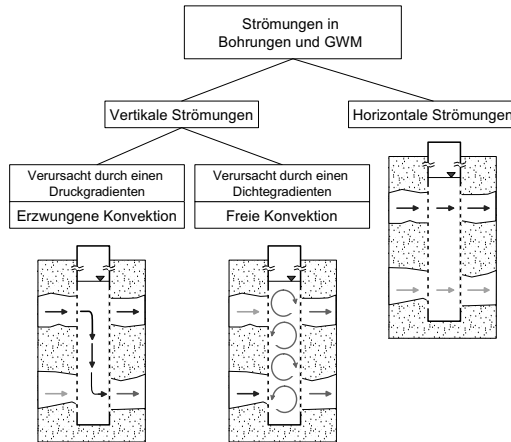 Strömungen in
Bohrungen und GWM
Vertikale Strömungen
Horizontale Strömungen
Verursacht durch einen
Druckgradienten
Erzwungene Konvektion
Verursacht durch einen
Dichtegradienten
Freie Konvektion